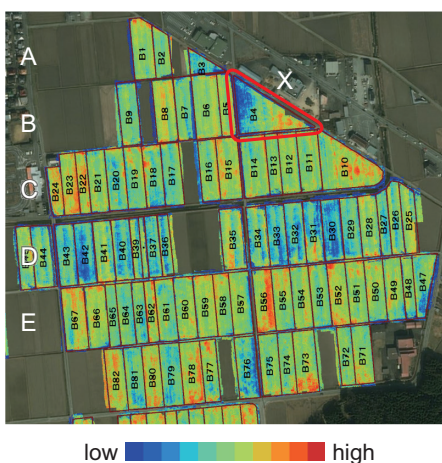 A
B1 B2 B3
X
B
B9 B8 B7 B6 B5 B4
C
B24 B23 B22 B21 B20 B19 B18 B17 B16 B15 B14 B13 B12 B11 B10
D
B44 B43 B42 B41 B40 B39 B37 B36 B35 B34 B33 B32 B31 B30 B29 B28 B27 B26 B25
E
B67 B66 B65 B64 B63 B62 B61 B60 B59 B58 B57 B56 B55 B54 B53 B52 B51 B50 B49 B48 B47
B82 B81 B80 B79 B78 B77 B76 B75 B74 B73 B72 B71
low high